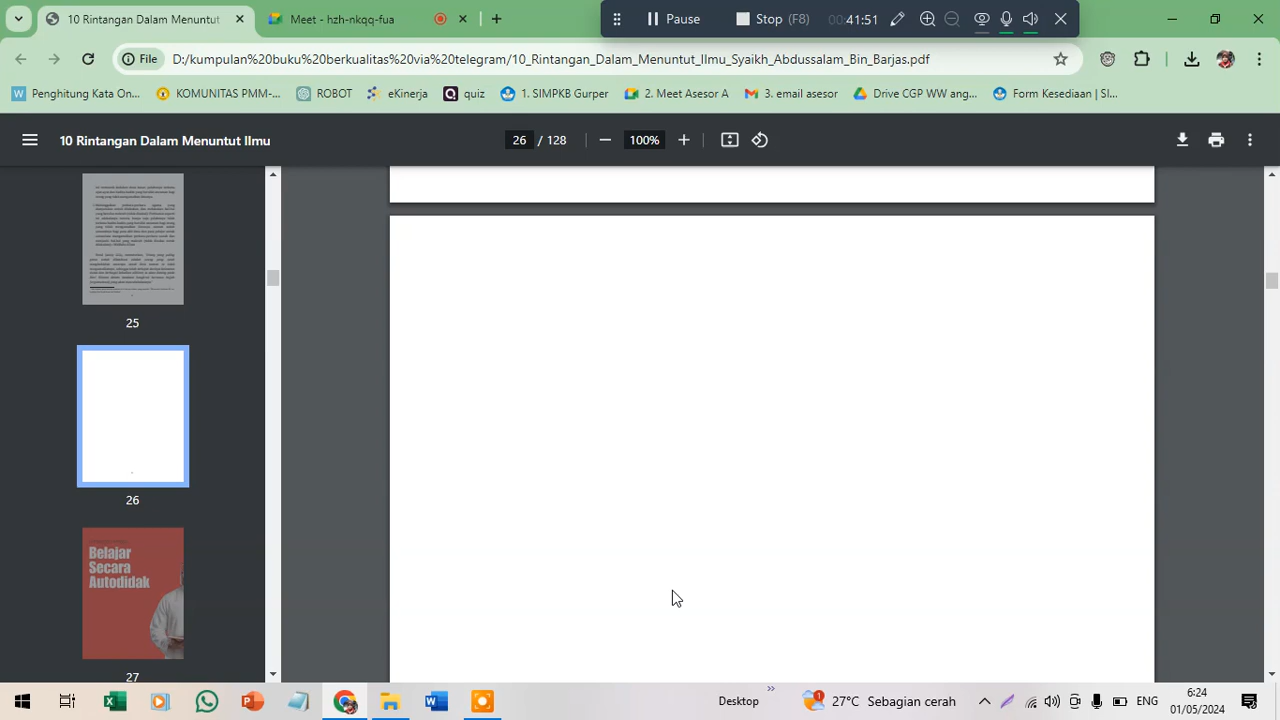 10 Rintangan Dalam Menuntut
Meet - hzh-nkqq-fua
Pause
Stop (F8)
00:41:51
File
D:/kumpulan%20buku%20berkualitas%20via%20telegram/10_Rintangan_Dalam_Menuntut_Ilmu_Syaikh_Abdussalam_Bin_Barjas.pdf
Penghitung Kata On...
KOMUNITAS PMM-...
ROBOT
eKinerja
quiz
1. SIMPKB Gurper
2. Meet Asesor A
3. email asesor
Drive CGP WW an...
Form Kesediaan | SI...
10 Rintangan Dalam Menuntut Ilmu
26 / 128
100%
25
26
Belajar
Secara
Autodidak
27
Desktop
27°C Sebagian cerah
ENG
6:24
01/05/2024